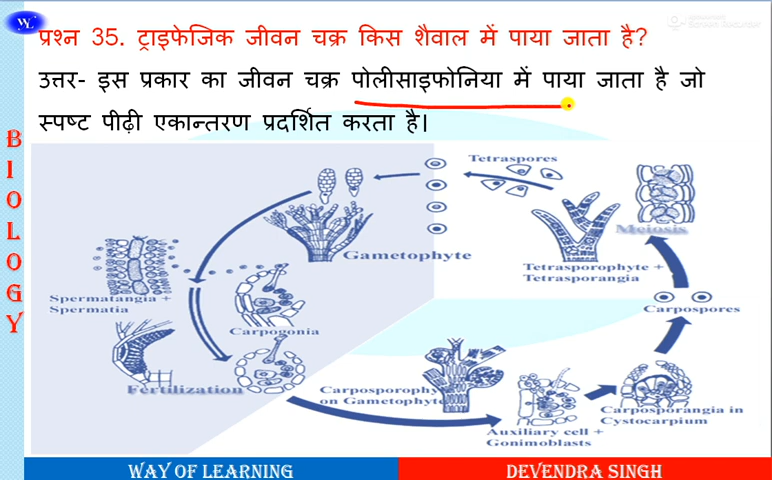 WL
प्रश्न 35. ट्राइफेजिक जीवन चक्र किस शैवाल में पाया जाता है?
उत्तर- इस प्रकार का जीवन चक्र पोलीसाइफोनिया में पाया जाता है जो
स्पष्ट पीढ़ी एकान्तरण प्रदर्शित करता है।
BIOLOGY
Tetraspores
Meiosis
Gametophyte
Tetrasporophyte +
Tetrasporangia
Spermatangia +
Spermatia
Carpogonia
Carpospores
Fertilization
Carposporophyte
on Gametophyte
Carposporangia in
Cystocarpium
Auxiliary cell +
Gonimoblasts
WAY OF LEARNING
DEVENDRA SINGH